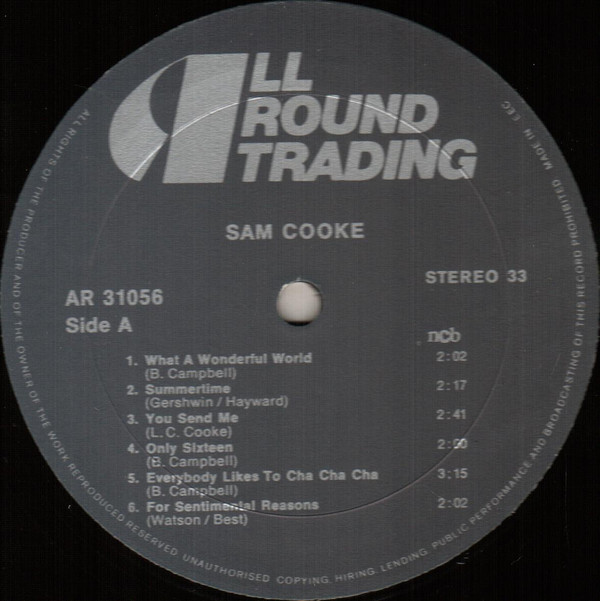 ALL
ROUND
TRADING
SAM COOKE
STEREO 33
AR 31056
Side A
ncb
1. What A Wonderful World 2:02
(B. Campbell)
2. Summertime 2:17
(Gershwin / Hayward)
3. You Send Me 2:41
(L. C. Cooke)
4. Only Sixteen
(B. Campbell)
5. Everybody Likes To Cha Cha Cha 3:15
(B. Campbell)
6. For Sentimental Reasons 2:02
(Watson / Best)
ALL RIGHTS OF THE PRODUCER AND OF THE OWNER OF THE WORK REPRODUCED RESERVED. UNAUTHORISED COPYING, HIRING, LENDING, PUBLIC PERFORMANCE AND BROADCASTING OF THIS RECORD PROHIBITED MADE IN EEC